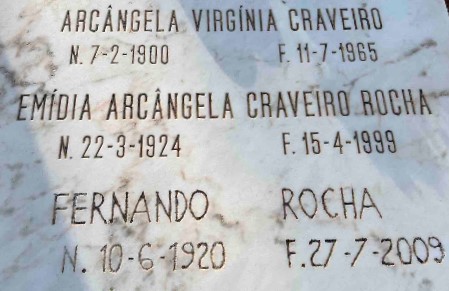 ARCÂNGELA VIRGÍNIA CRAVEIRO
N. 7-2-1900 F. 11-7-1965
EMÍDIA ARCÂNGELA CRAVEIRO ROCHA
N. 22-3-1924 F. 15-4-1999
FERNANDO ROCHA
N. 10-6-1920 F. 27-7-2009